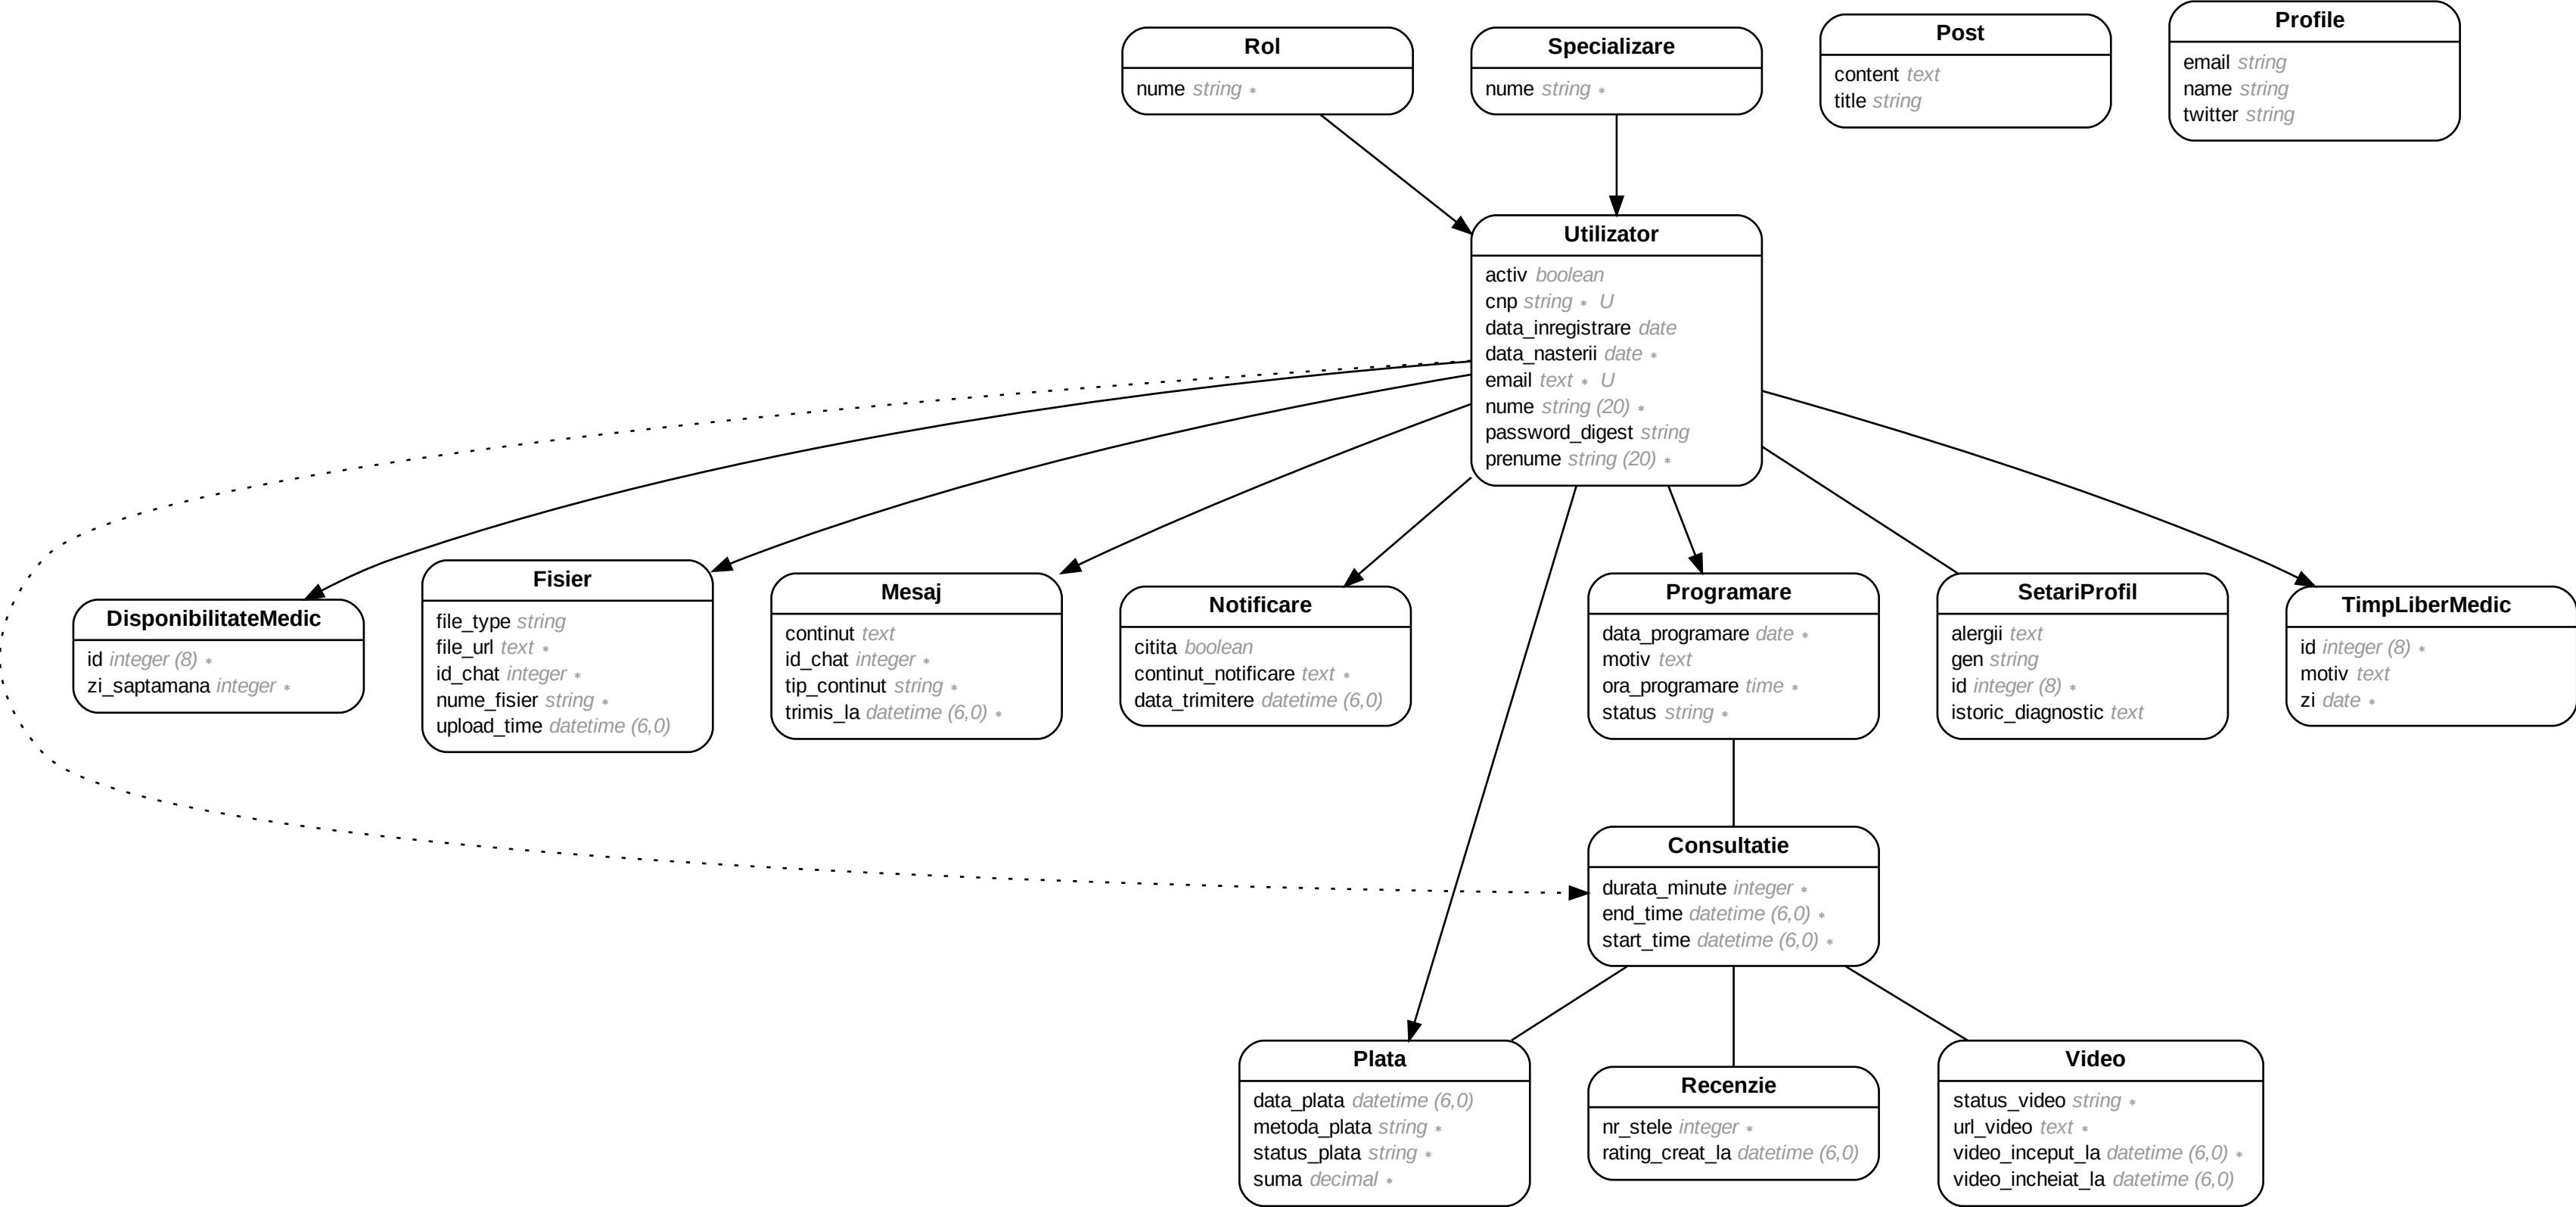 Rol
nume string *
Specializare
nume string *
Post
content text
title string
Profile
email string
name string
twitter string
Utilizator
activ boolean
cnp string * U
data_inregistrare date
data_nasterii date *
email text * U
nume string (20) *
password_digest string
prenume string (20) *
DisponibilitateMedic
id integer (8) *
zi_saptamana integer *
Fisier
file_type string
file_url text *
id_chat integer *
nume_fisier string *
upload_time datetime (6,0)
Mesaj
continut text
id_chat integer *
tip_continut string *
trimis_la datetime (6,0) *
Notificare
citita boolean
continut_notificare text *
data_trimitere datetime (6,0)
Programare
data_programare date *
motiv text
ora_programare time *
status string *
SetariProfil
alergii text
gen string
id integer (8) *
istoric_diagnostic text
TimpLiberMedic
id integer (8) *
motiv text
zi date *
Consultatie
durata_minute integer *
end_time datetime (6,0) *
start_time datetime (6,0) *
Plata
data_plata datetime (6,0)
metoda_plata string *
status_plata string *
suma decimal *
Recenzie
nr_stele integer *
rating_creat_la datetime (6,0)
Video
status_video string *
url_video text *
video_inceput_la datetime (6,0) *
video_incheiat_la datetime (6,0)